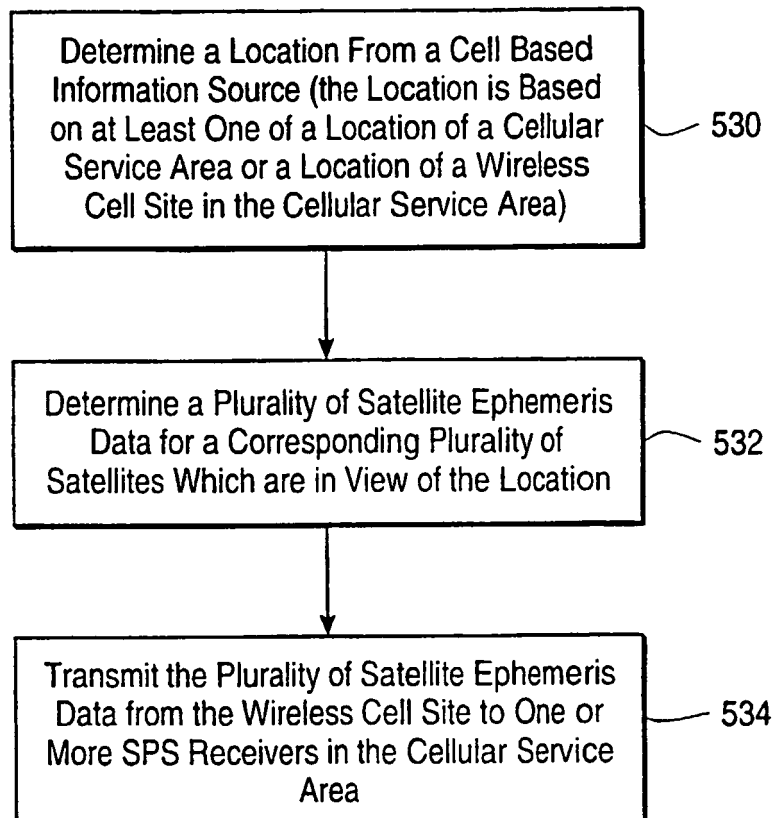 Determine a Location From a Cell Based
Information Source (the Location is Based
on at Least One of a Location of a Cellular
Service Area or a Location of a Wireless
Cell Site in the Cellular Service Area)
530
Determine a Plurality of Satellite Ephemeris
Data for a Corresponding Plurality of
Satellites Which are in View of the Location
532
Transmit the Plurality of Satellite Ephemeris
Data from the Wireless Cell Site to One or
More SPS Receivers in the Cellular Service
Area
534